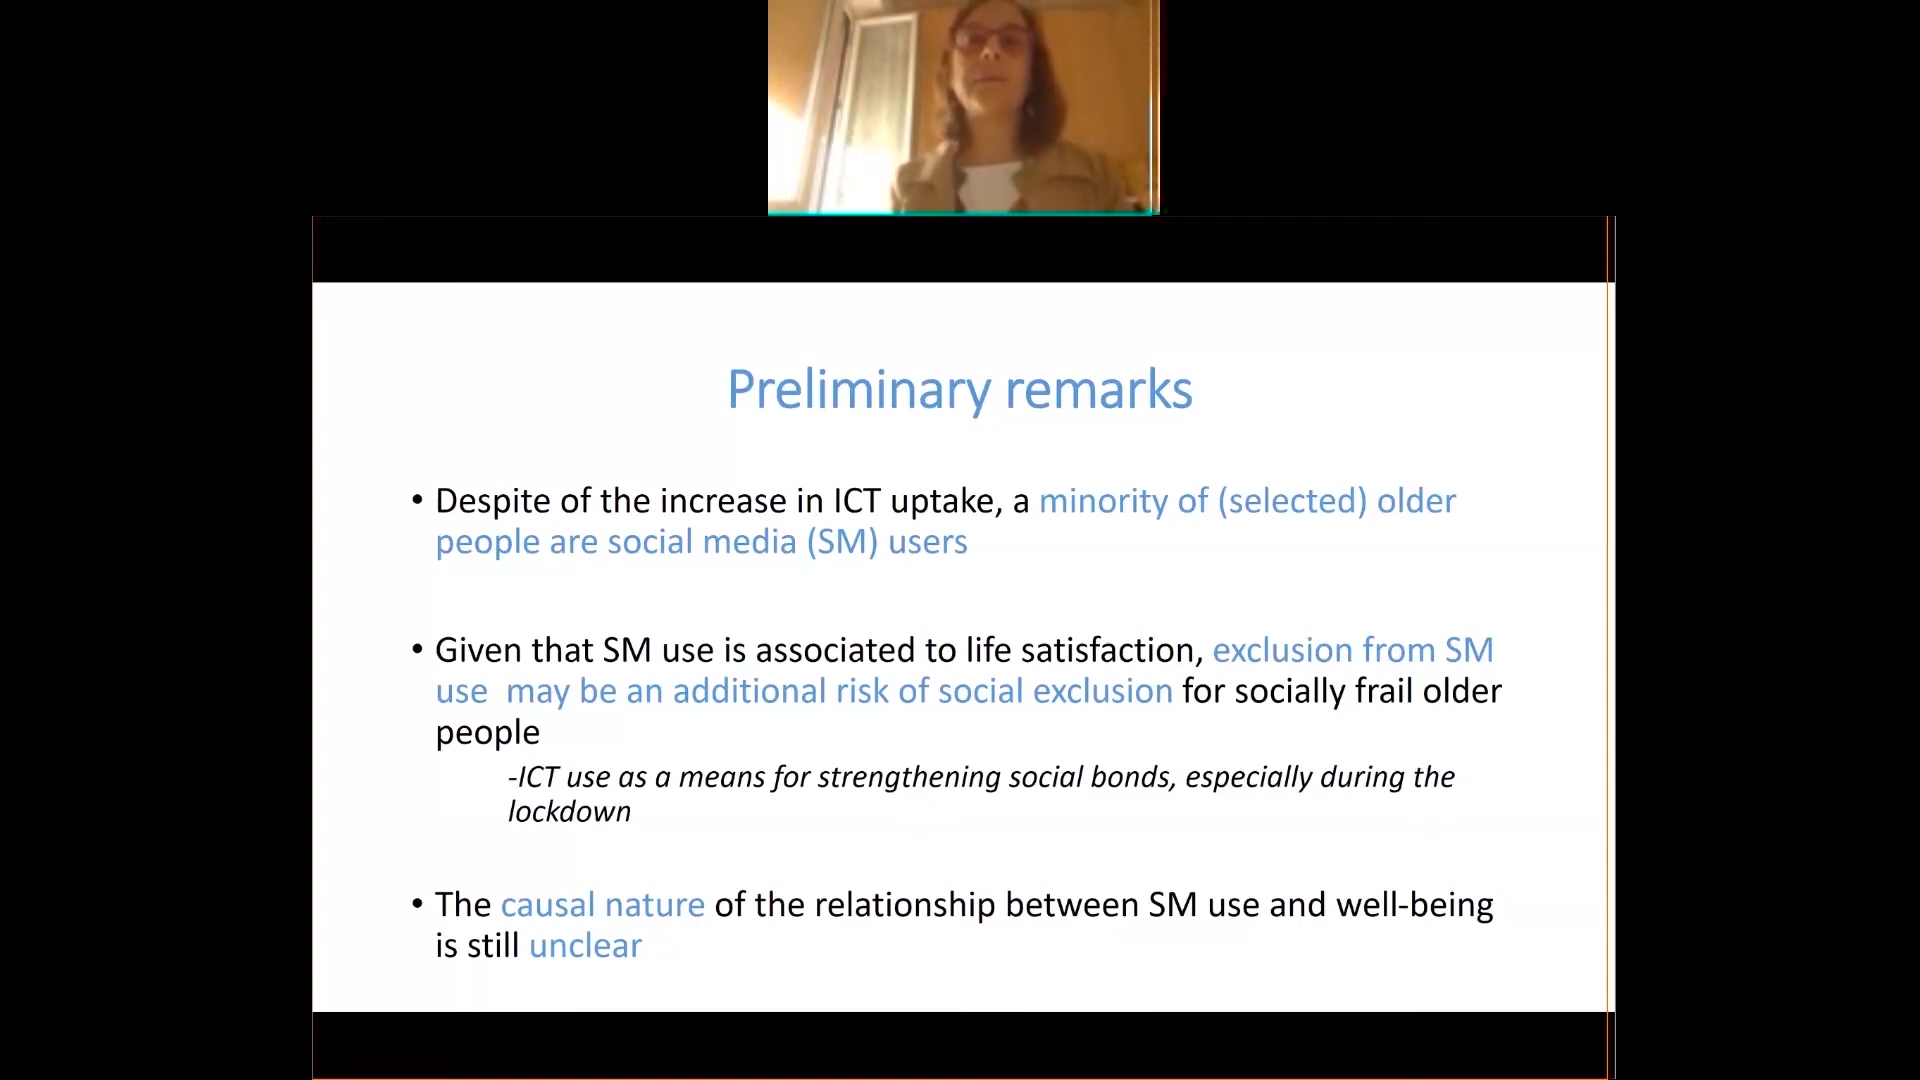 Preliminary remarks
• Despite of the increase in ICT uptake, a minority of (selected) older
people are social media (SM) users
• Given that SM use is associated to life satisfaction, exclusion from SM
use  may be an additional risk of social exclusion for socially frail older
people
-ICT use as a means for strengthening social bonds, especially during the
lockdown
• The causal nature of the relationship between SM use and well-being
is still unclear